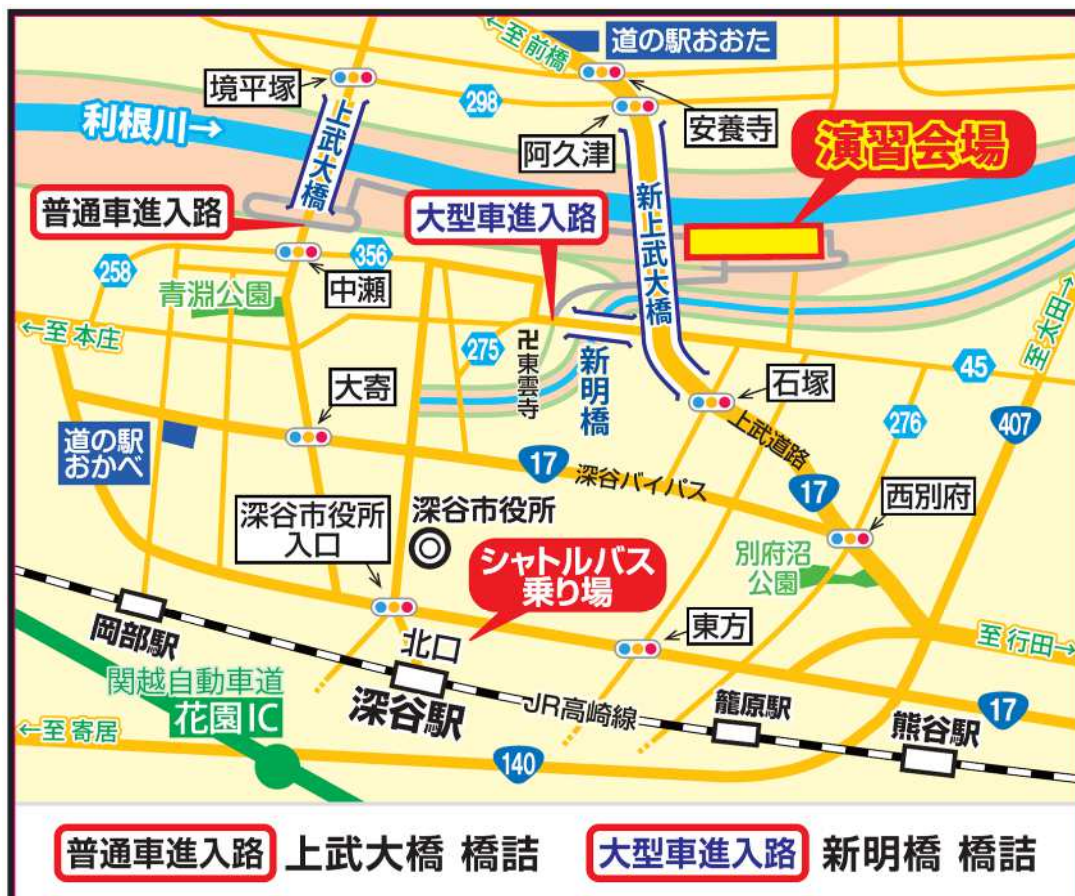 ←至 前橋
道の駅おおた
境平塚
298
安養寺
利根川→
上武大橋
阿久津
演習会場
普通車進入路
大型車進入路
新上武大橋
258
356
中瀬
青淵公園
←至 本庄
275
卍東雲寺
新明橋
至 太田→
45
大寄
石塚
276
407
道の駅
おかべ
17
深谷バイパス
上武道路
17
西別府
深谷市役所
入口
深谷市役所
シャトルバス
乗り場
別府沼
公園
岡部駅
北口
東方
至 行田→
関越自動車道
花園IC
深谷駅
JR高崎線
籠原駅
17
熊谷駅
←至 寄居
140
普通車進入路 上武大橋 橋詰 大型車進入路 新明橋 橋詰